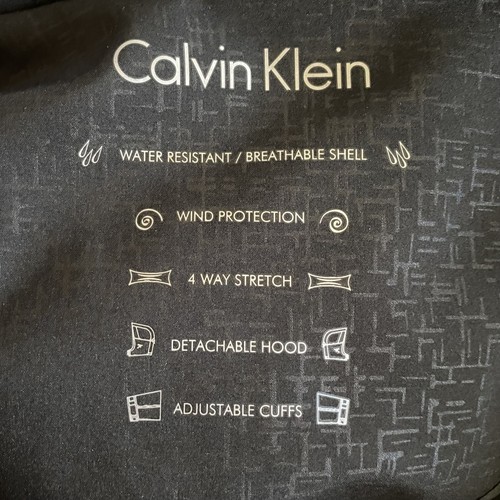 Calvin Klein
WATER RESISTANT / BREATHABLE SHELL
WIND PROTECTION
4 WAY STRETCH
DETACHABLE HOOD
ADJUSTABLE CUFFS